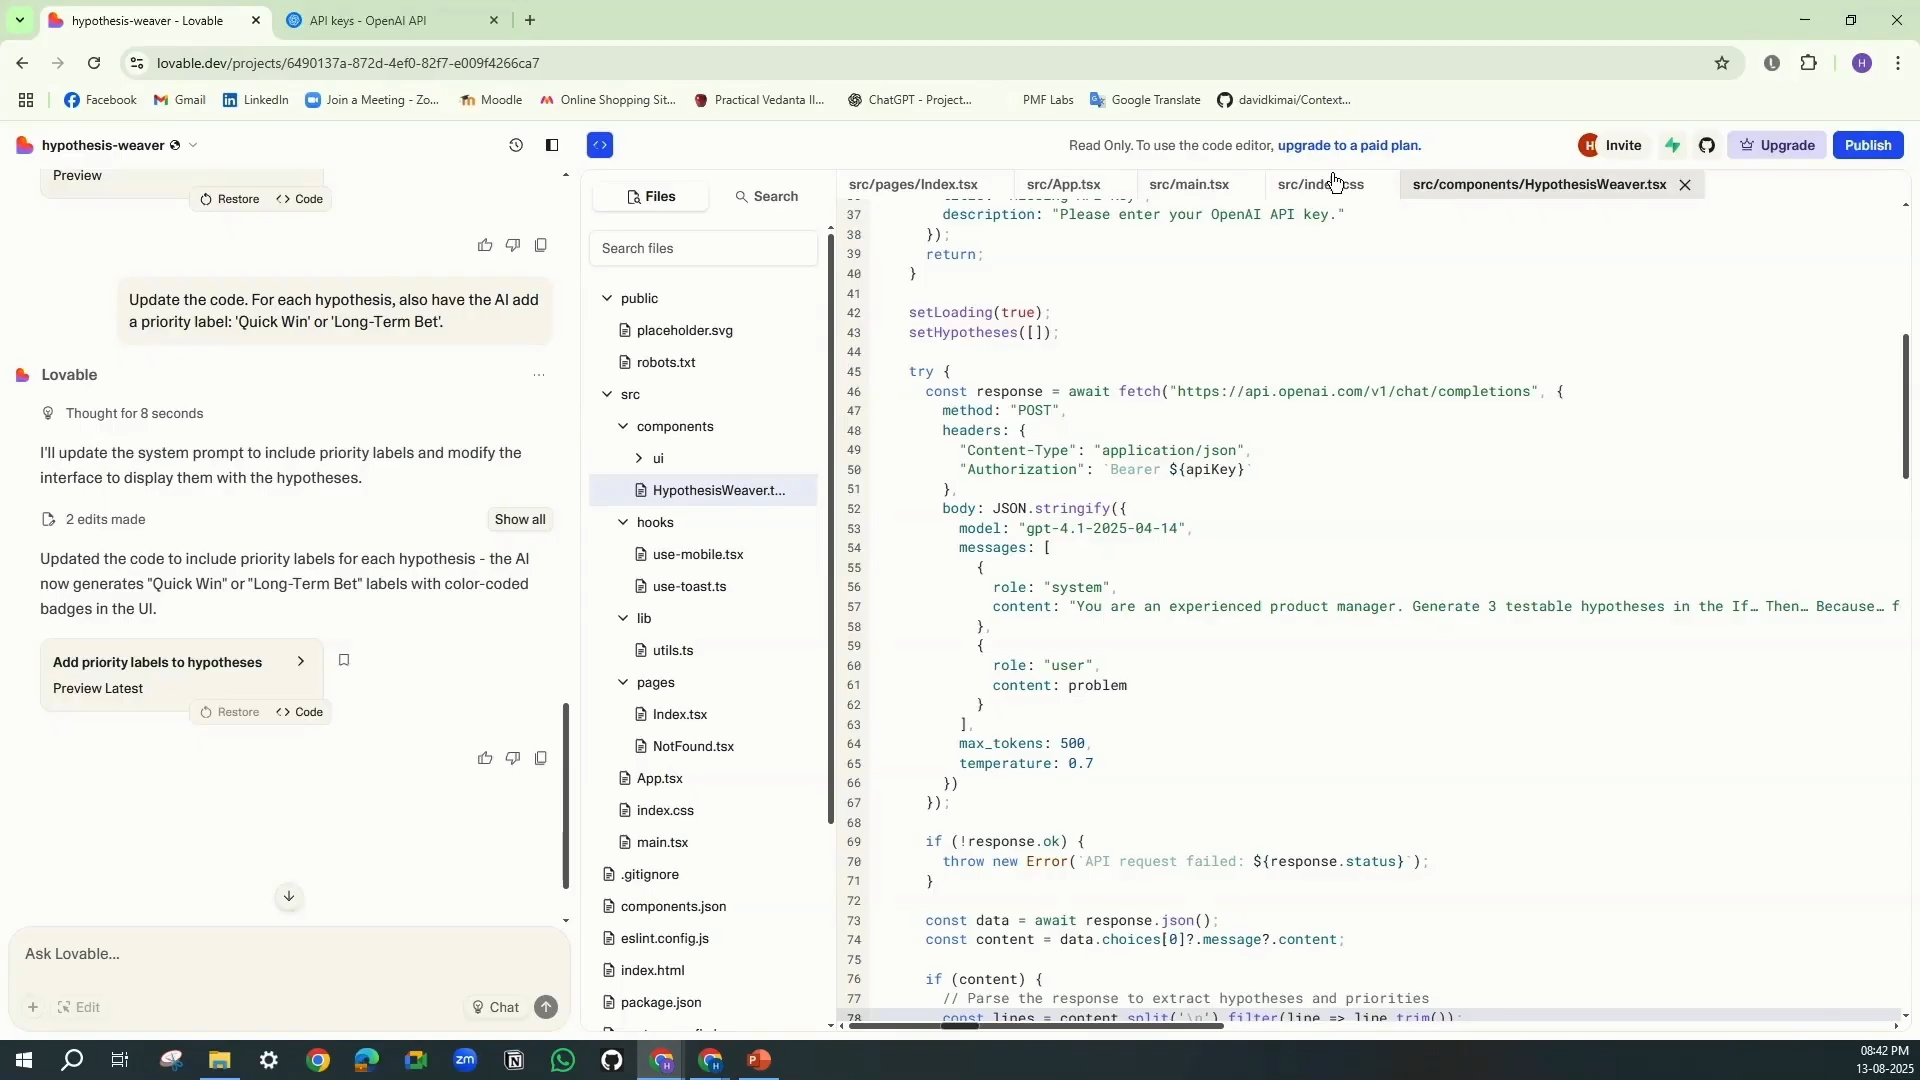 hypothesis-weaver - Lovable
API keys - OpenAI API
lovable.dev/projects/6490137a-872d-4ef0-82f7-e009f4266ca7
H
Facebook
Gmail
LinkedIn
Join a Meeting - Zo...
Moodle
Online Shopping Sit...
Practical Vedanta II...
ChatGPT - Project...
PMF Labs
Google Translate
davidkimai/Context...
hypothesis-weaver
Read Only. To use the code editor, upgrade to a paid plan.
H
Invite
Upgrade
Publish
Preview
Restore
Code
Update the code. For each hypothesis, also have the AI add
a priority label: 'Quick Win' or 'Long-Term Bet'.
Lovable
Thought for 8 seconds
I'll update the system prompt to include priority labels and modify the
interface to display them with the hypotheses.
2 edits made
Show all
Updated the code to include priority labels for each hypothesis - the AI
now generates "Quick Win" or "Long-Term Bet" labels with color-coded
badges in the UI.
Add priority labels to hypotheses
Preview Latest
Restore
Code
Ask Lovable...
Edit
Chat
Files
Search
Search files
public
placeholder.svg
robots.txt
src
components
ui
HypothesisWeaver.t...
hooks
use-mobile.tsx
use-toast.ts
lib
utils.ts
pages
Index.tsx
NotFound.tsx
App.tsx
index.css
main.tsx
.gitignore
components.json
eslint.config.js
index.html
package.json
src/pages/Index.tsx
src/App.tsx
src/main.tsx
src/index.css
src/components/HypothesisWeaver.tsx
37 description: "Please enter your OpenAI API key."
38 });
39 return;
40 }
41
42 setLoading(true);
43 setHypotheses([]);
44
45 try {
46 const response = await fetch("https://api.openai.com/v1/chat/completions", {
47 method: "POST",
48 headers: {
49 "Content-Type": "application/json",
50 "Authorization": `Bearer ${apiKey}`
51 },
52 body: JSON.stringify({
53 model: "gpt-4.1-2025-04-14",
54 messages: [
55 {
56 role: "system",
57 content: "You are an experienced product manager. Generate 3 testable hypotheses in the If… Then… Because… f
58 },
59 {
60 role: "user",
61 content: problem
62 }
63 ],
64 max_tokens: 500,
65 temperature: 0.7
66 })
67 });
68
69 if (!response.ok) {
70 throw new Error(`API request failed: ${response.status}`);
71 }
72
73 const data = await response.json();
74 const content = data.choices[0]?.message?.content;
75
76 if (content) {
77 // Parse the response to extract hypotheses and priorities
78 const lines = content.split('\n').filter(line => line.trim());
zm
08:42 PM
13-08-2025